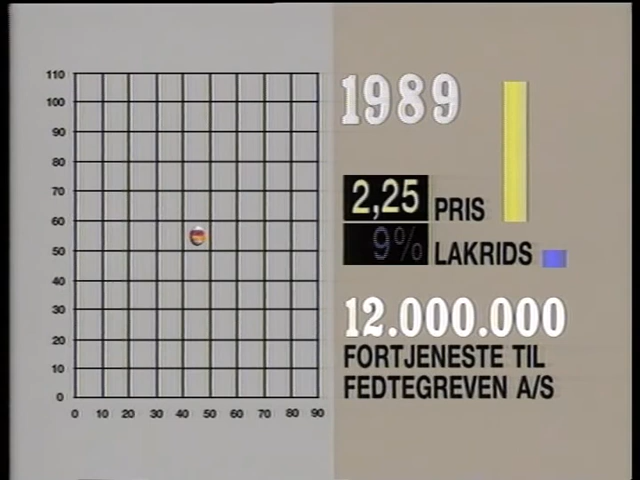 110
100
90
80
70
60
50
40
30
20
10
0
0 10 20 30 40 50 60 70 80 90
1989
2,25 PRIS
9% LAKRIDS
12.000.000
FORTJENESTE TIL
FEDTEGREVEN A/S